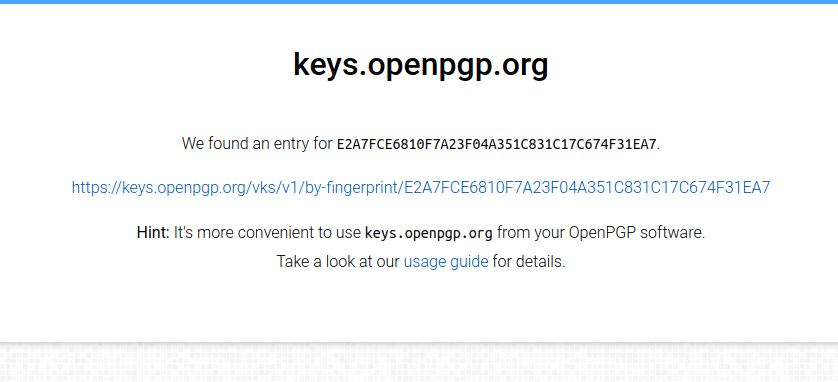 keys.openpgp.org
We found an entry for E2A7FCE6810F7A23F04A351C831C17C674F31EA7.
https://keys.openpgp.org/vks/v1/by-fingerprint/E2A7FCE6810F7A23F04A351C831C17C674F31EA7
Hint: It's more convenient to use keys.openpgp.org from your OpenPGP software.
Take a look at our usage guide for details.